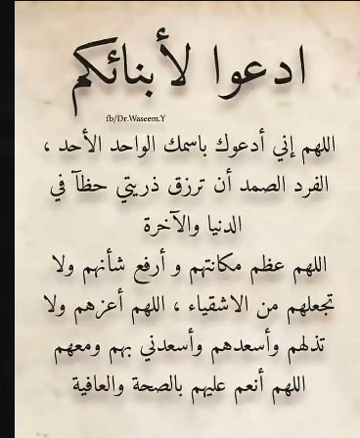 ادعوا لأبنائكم
fb/Dr.Waseem.Y
اللهم إني أدعوك باسمك الواحد الأحد ،
الفرد الصمد أن ترزق ذريتي حظآ في
الدنيا والآخرة
اللهم عظم مكانتهم و أرفع شأنهم ولا
تجعلهم من الاشقياء ، اللهم أعزهم ولا
تذلهم وأسعدهم وأسعدني بهم ومعهم
اللهم أنعم عليهم بالصحة والعافية